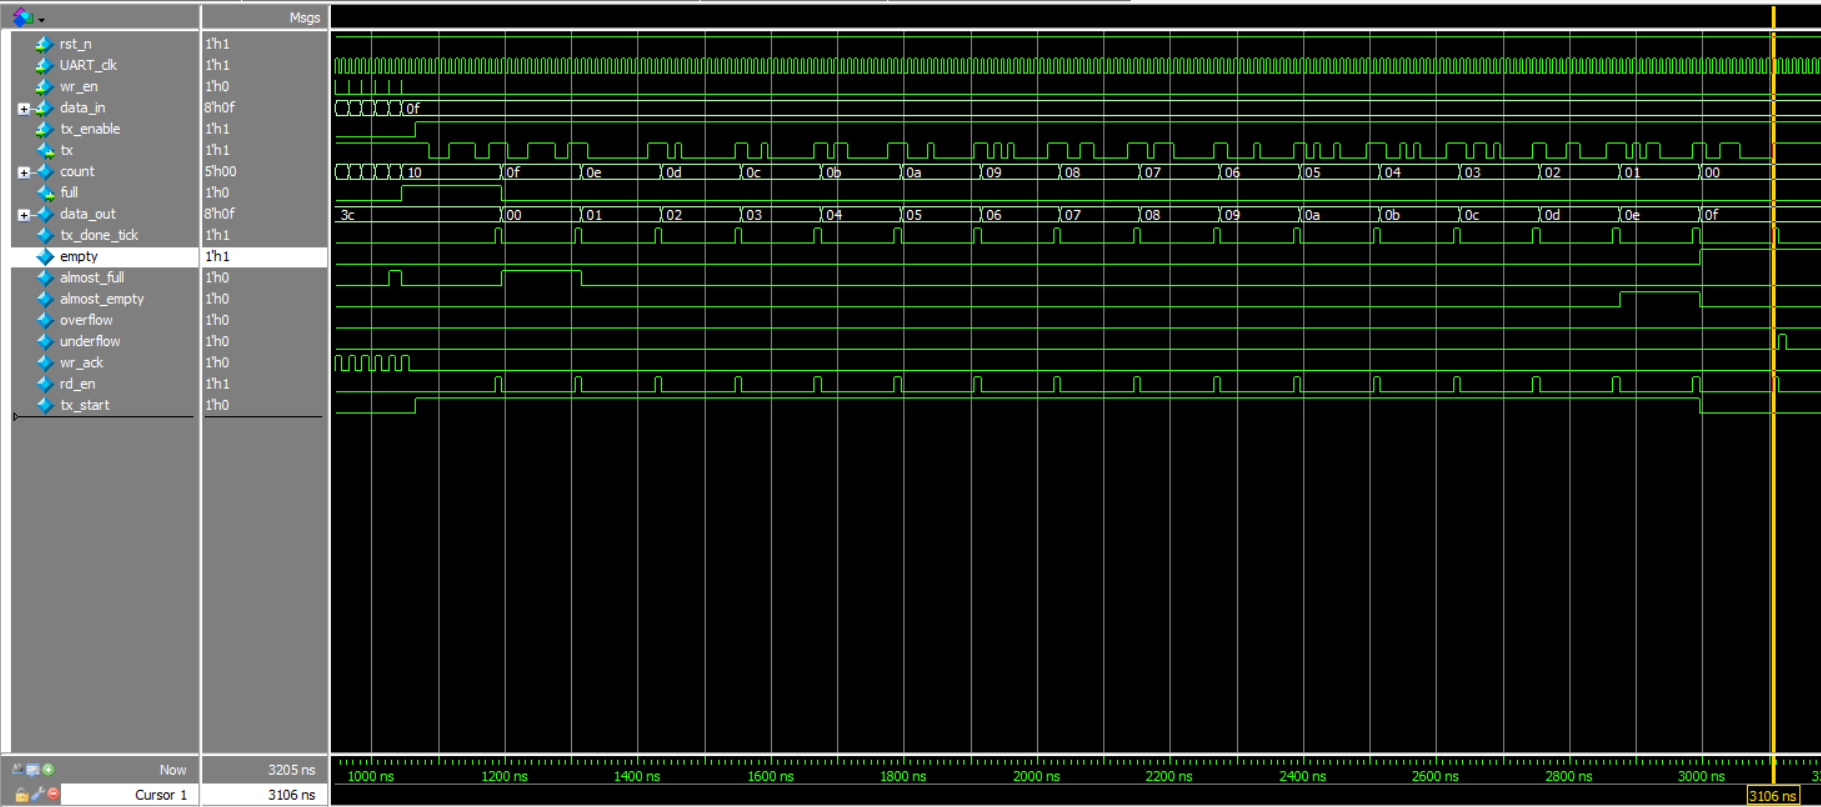 Msgs
rst_n 1'h1
UART_clk 1'h1
wr_en 1'h0
data_in 8'h0f 0f
tx_enable 1'h1
tx 1'h1
count 5'h00 10 0f 0e 0d 0c 0b 0a 09 08 07 06 05 04 03 02 01 00
full 1'h0
data_out 8'h0f 3c 00 01 02 03 04 05 06 07 08 09 0a 0b 0c 0d 0e 0f
tx_done_tick 1'h1
empty 1'h1
almost_full 1'h0
almost_empty 1'h0
overflow 1'h0
underflow 1'h0
wr_ack 1'h0
rd_en 1'h1
tx_start 1'h0
Now 3205 ns 1000 ns 1200 ns 1400 ns 1600 ns 1800 ns 2000 ns 2200 ns 2400 ns 2600 ns 2800 ns 3000 ns
Cursor 1 3106 ns 3106 ns